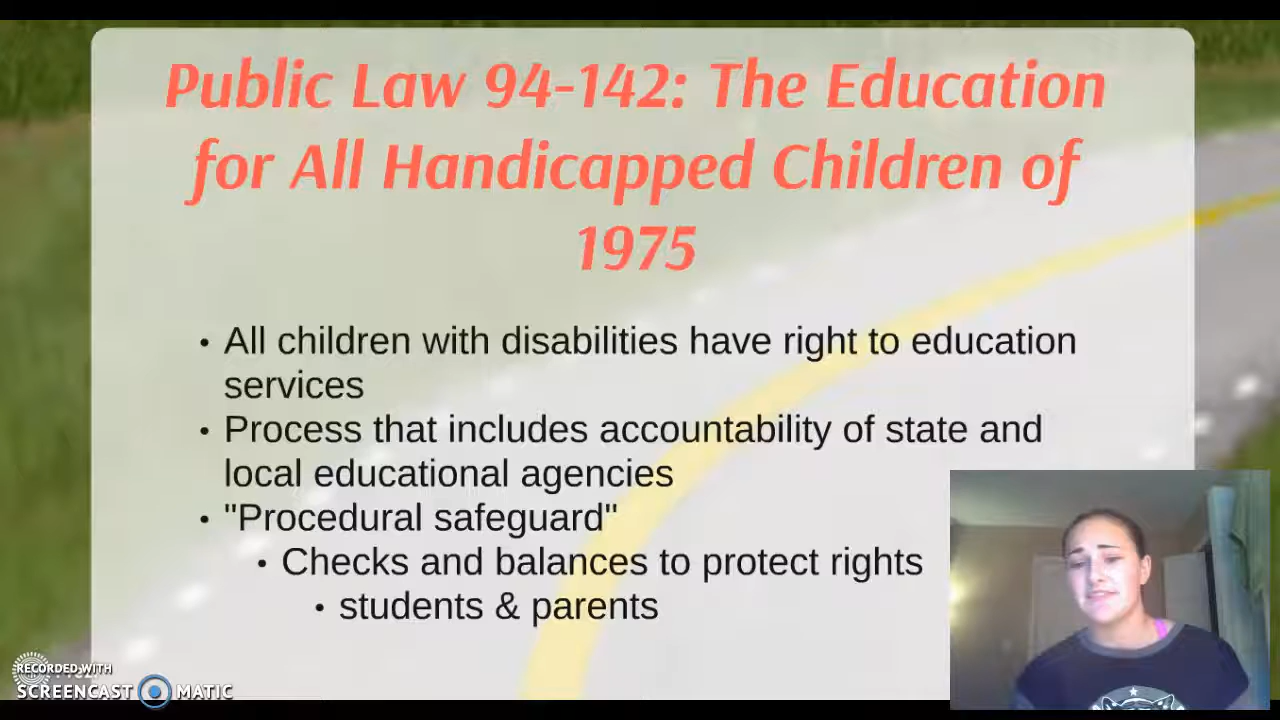 Public Law 94-142: The Education
for All Handicapped Children of
1975
• All children with disabilities have right to education
services
• Process that includes accountability of state and
local educational agencies
• "Procedural safeguard"
• Checks and balances to protect rights
• students & parents
RECORDED WITH
SCREENCAST MATIC